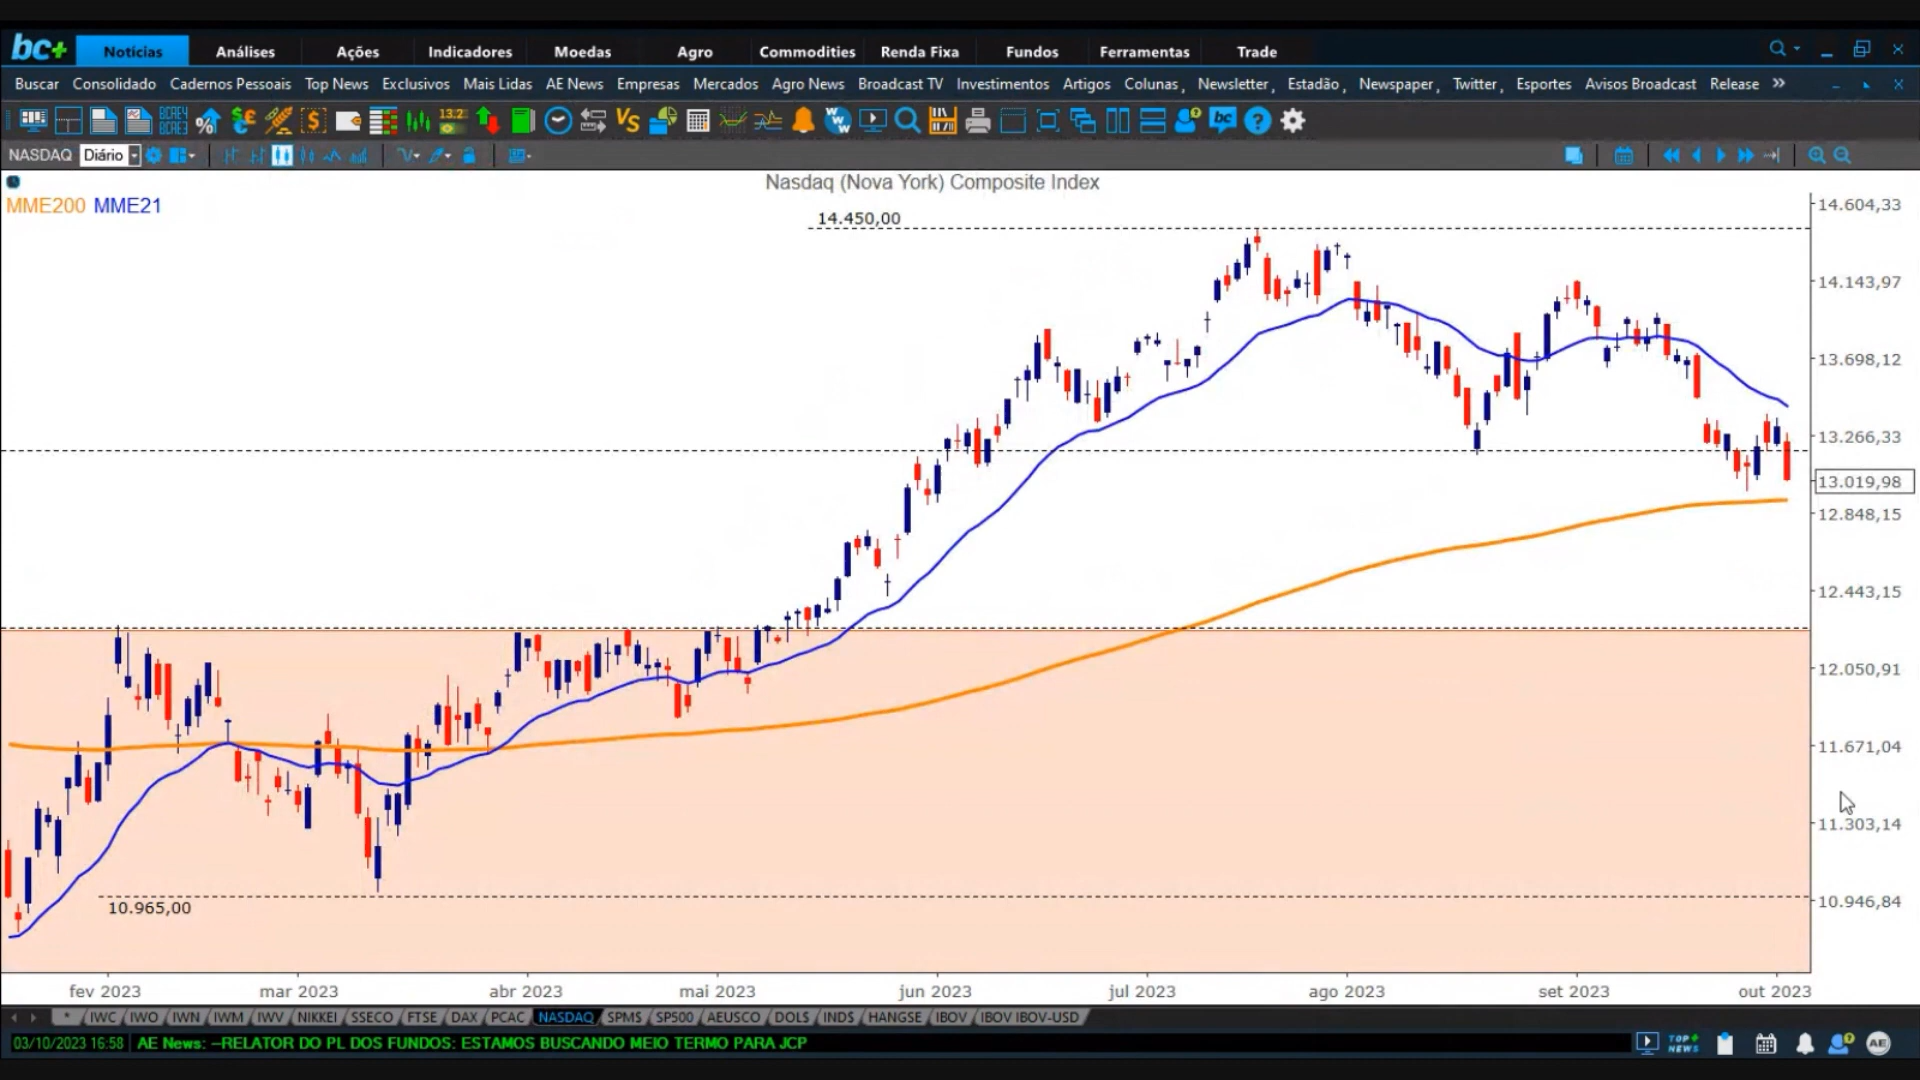 bc+ Notícias Análises Ações Indicadores Moedas Agro Commodities Renda Fixa Fundos Ferramentas Trade
Buscar Consolidado Cadernos Pessoais Top News Exclusivos Mais Lidas AE News Empresas Mercados Agro News Broadcast TV Investimentos Artigos Colunas, Newsletter, Estadão, Newspaper, Twitter, Esportes Avisos Broadcast Release »
NASDAQ Diário
Nasdaq (Nova York) Composite Index
MME200 MME21
14.450,00
14.604,33
14.143,97
13.698,12
13.266,33
13.019,98
12.848,15
12.443,15
12.050,91
11.671,04
11.303,14
10.965,00
10.946,84
fev 2023 mar 2023 abr 2023 mai 2023 jun 2023 jul 2023 ago 2023 set 2023 out 2023
* IWC IWO IWN IWM IWV NIKKEI SSECO FTSE DAX PCAC NASDAQ SPM$ SP500 AEUSCO DOL$ IND$ HANGSE IBOV IBOV IBOV-USD
03/10/2023 16:58 AE News: --RELATOR DO PL DOS FUNDOS: ESTAMOS BUSCANDO MEIO TERMO PARA JCP
TOP+
NEWS
AE